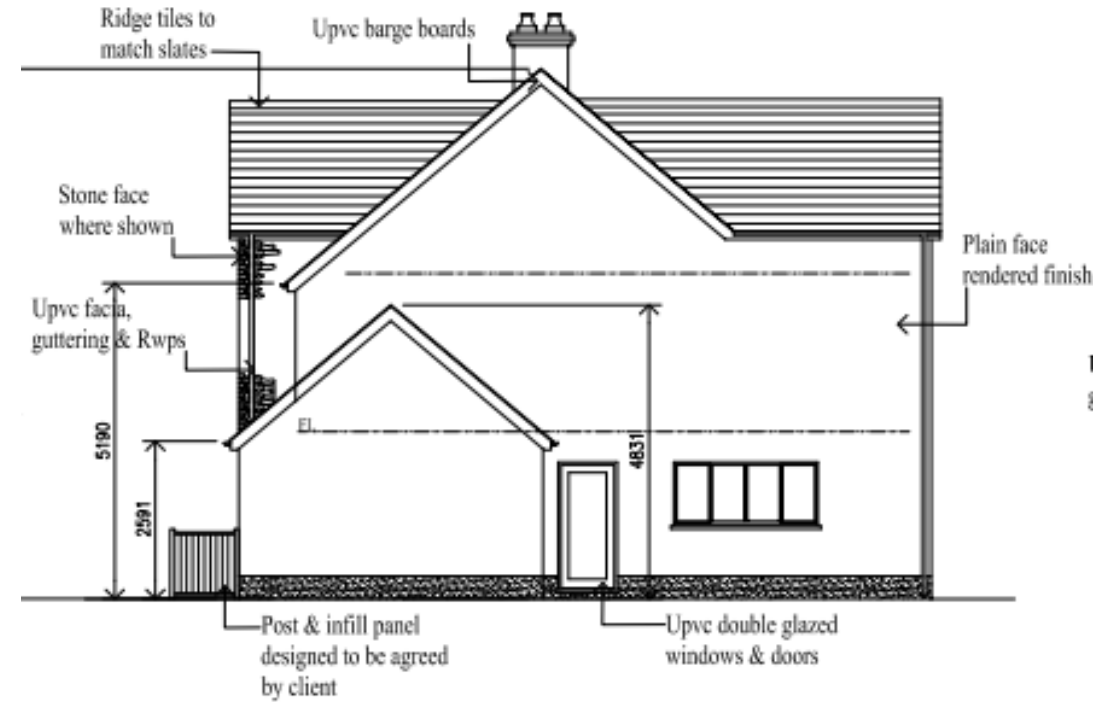 Ridge tiles to
match slates
Upvc barge boards
Stone face
where shown
Plain face
rendered finish
Upvc facia,
guttering & Rwps
FL
5190
2591
4831
Post & infill panel
designed to be agreed
by client
Upvc double glazed
windows & doors